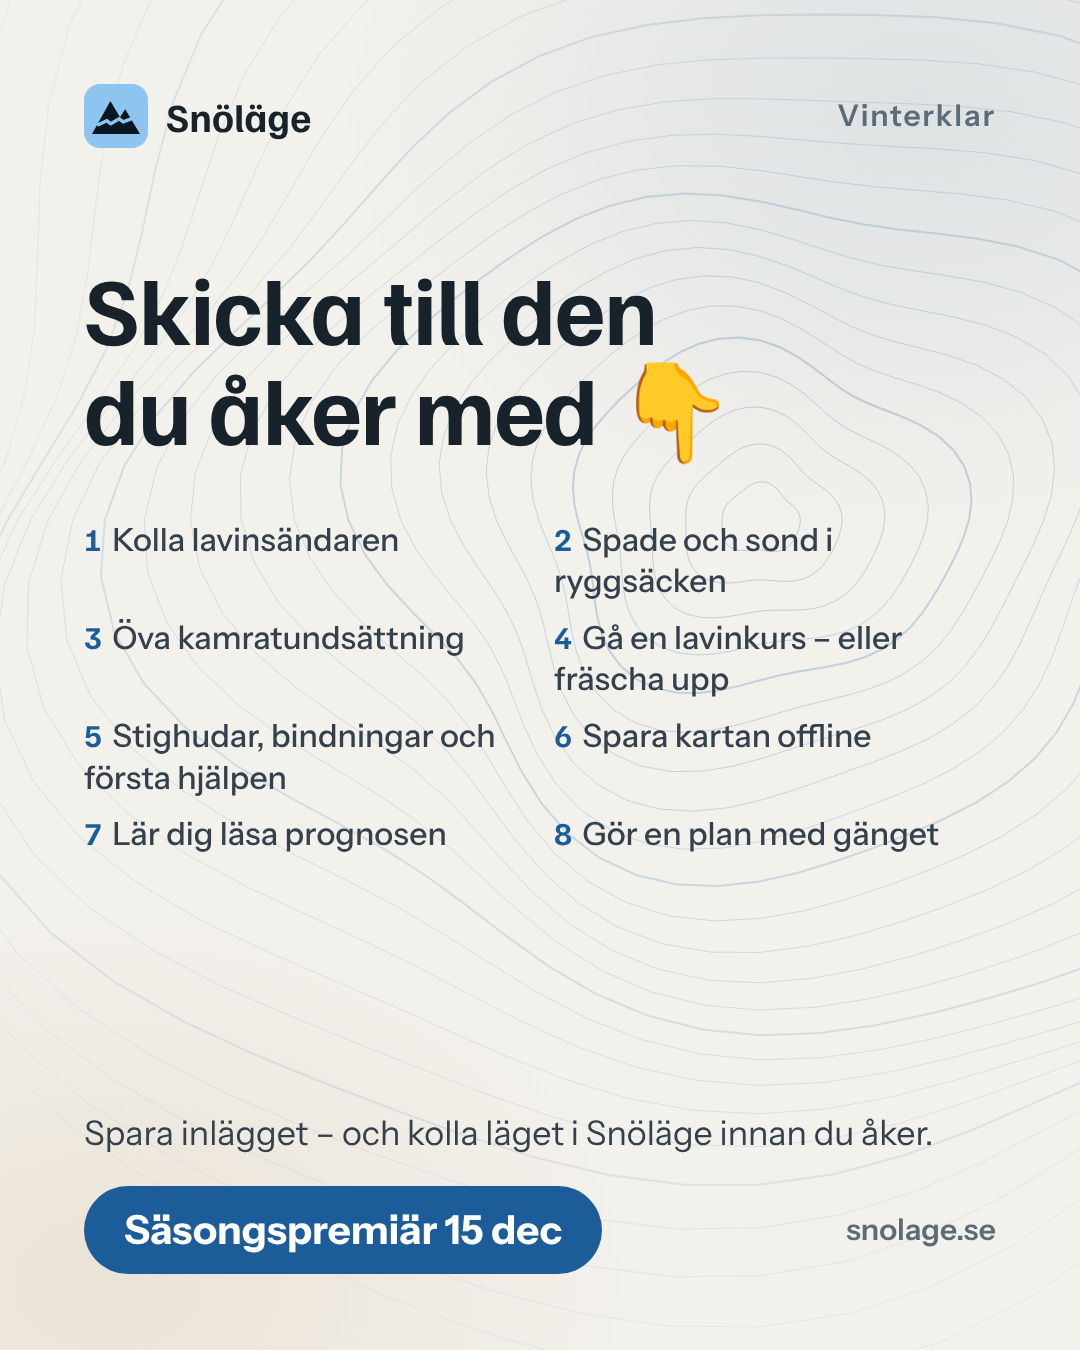 Snöläge
Vinterklar
Skicka till den
du åker med 👇
1 Kolla lavinsändaren
2 Spade och sond i
ryggsäcken
3 Öva kamratundsättning
4 Gå en lavinkurs – eller
fräscha upp
5 Stighudar, bindningar och
första hjälpen
6 Spara kartan offline
7 Lär dig läsa prognosen
8 Gör en plan med gänget
Spara inlägget – och kolla läget i Snöläge innan du åker.
Säsongspremiär 15 dec
snolage.se